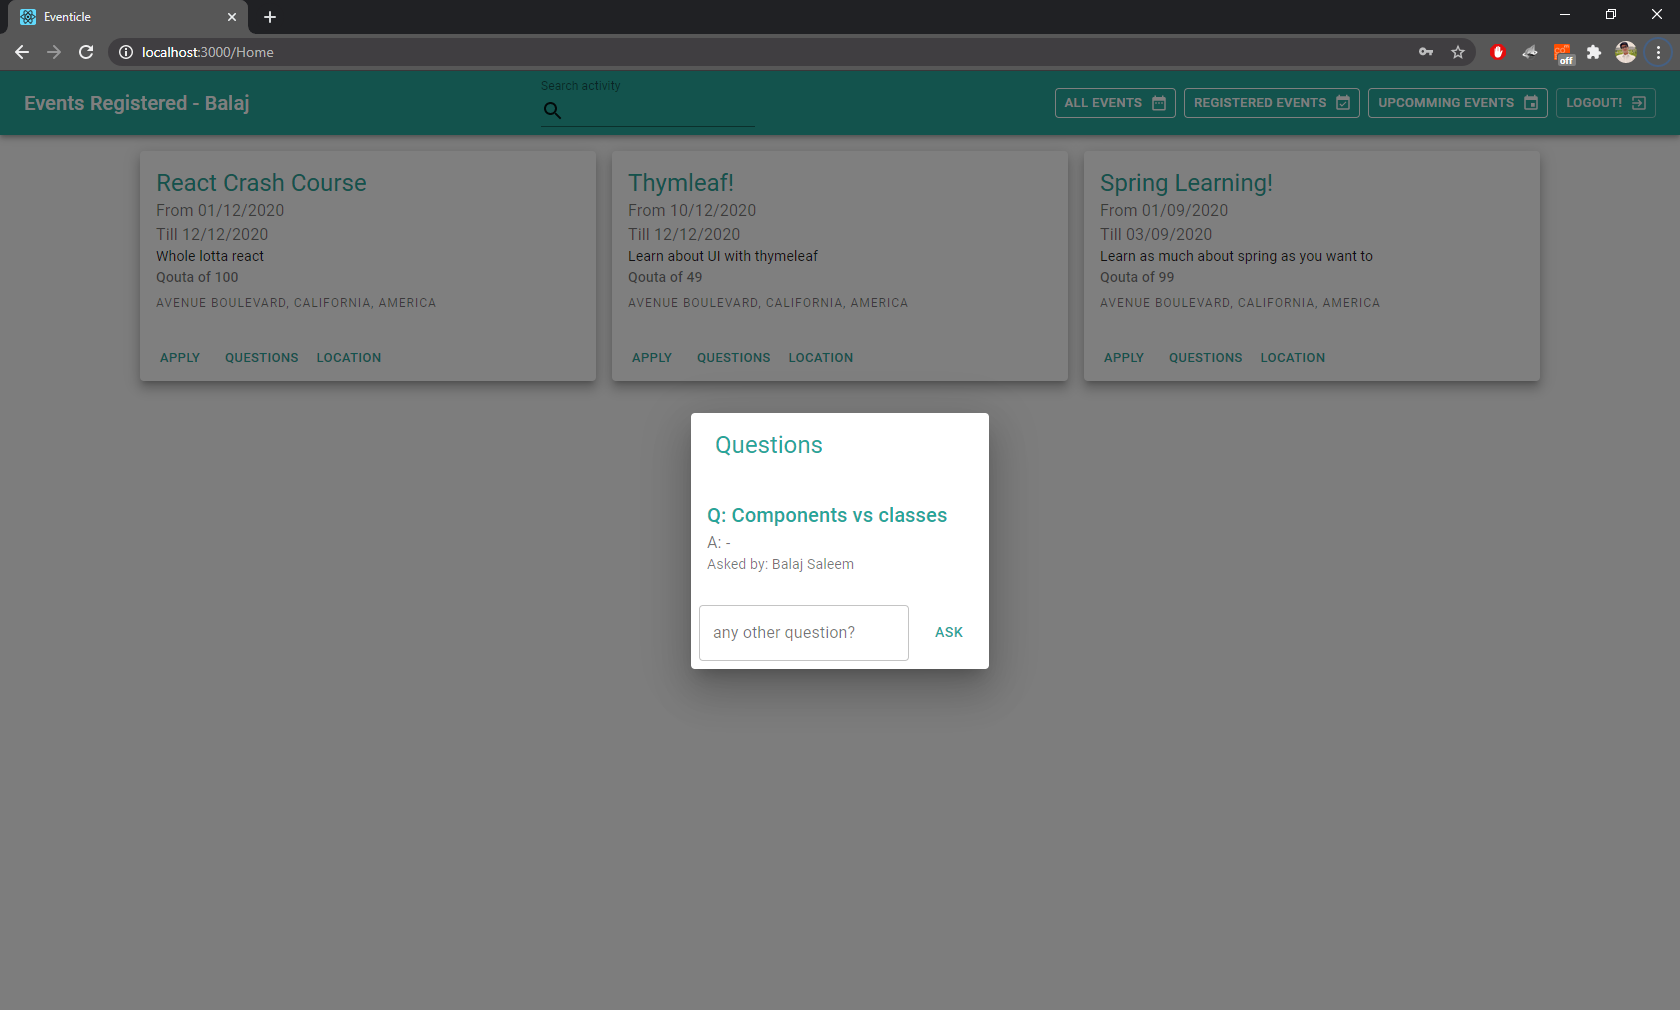 Eventicle
localhost:3000/Home
off
Events Registered - Balaj
Search activity
ALL EVENTS
REGISTERED EVENTS
UPCOMMING EVENTS
LOGOUT!
React Crash Course
From 01/12/2020
Till 12/12/2020
Whole lotta react
Qouta of 100
AVENUE BOULEVARD, CALIFORNIA, AMERICA
APPLY QUESTIONS LOCATION
Thymleaf!
From 10/12/2020
Till 12/12/2020
Learn about UI with thymeleaf
Qouta of 49
AVENUE BOULEVARD, CALIFORNIA, AMERICA
APPLY QUESTIONS LOCATION
Spring Learning!
From 01/09/2020
Till 03/09/2020
Learn as much about spring as you want to
Qouta of 99
AVENUE BOULEVARD, CALIFORNIA, AMERICA
APPLY QUESTIONS LOCATION
Questions
Q: Components vs classes
A: -
Asked by: Balaj Saleem
any other question?
ASK